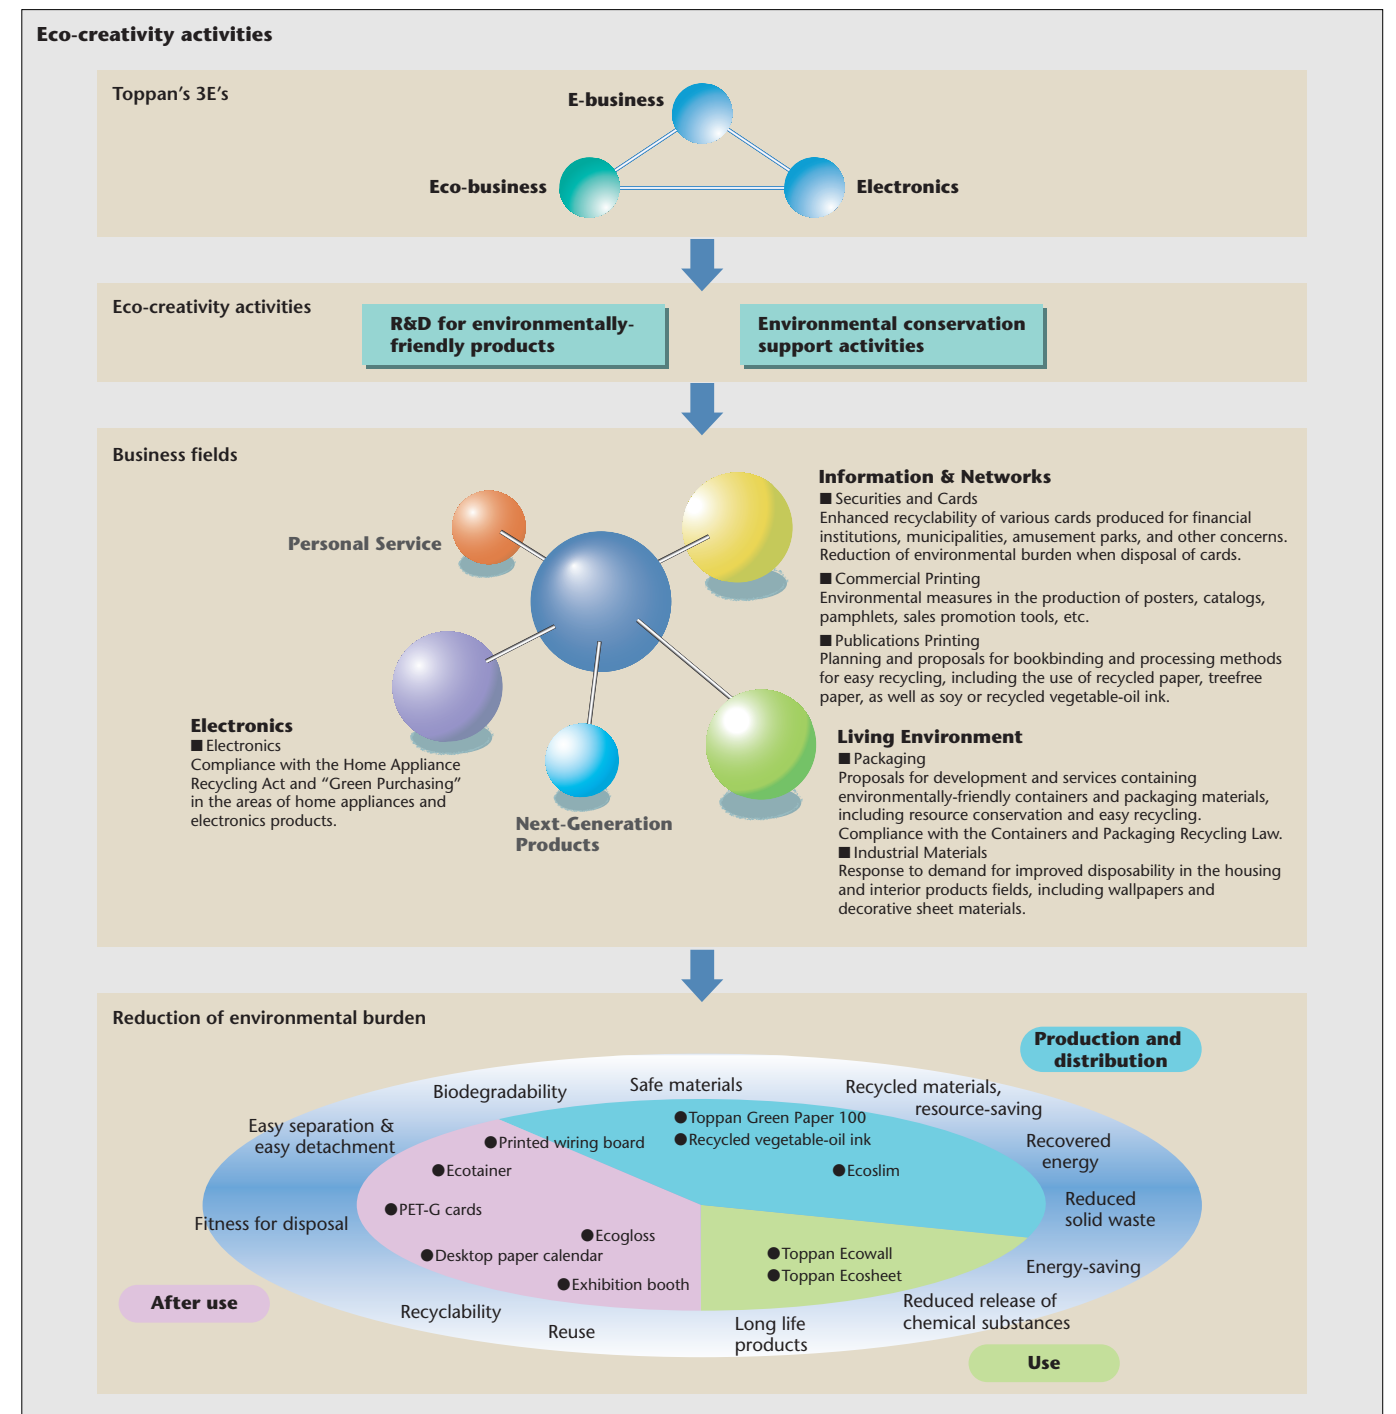 Eco-creativity activities
Toppan's 3E's
E-business
Eco-business
Electronics
Eco-creativity activities
R&D for environmentally-
friendly products
Environmental conservation
support activities
Business fields
Personal Service
Information & Networks
■ Securities and Cards
Enhanced recyclability of various cards produced for financial
institutions, municipalities, amusement parks, and other concerns.
Reduction of environmental burden when disposal of cards.
■ Commercial Printing
Environmental measures in the production of posters, catalogs,
pamphlets, sales promotion tools, etc.
■ Publications Printing
Planning and proposals for bookbinding and processing methods
for easy recycling, including the use of recycled paper, treefree
paper, as well as soy or recycled vegetable-oil ink.
Electronics
■ Electronics
Compliance with the Home Appliance
Recycling Act and “Green Purchasing”
in the areas of home appliances and
electronics products.
Next-Generation
Products
Living Environment
■ Packaging
Proposals for development and services containing
environmentally-friendly containers and packaging materials,
including resource conservation and easy recycling.
Compliance with the Containers and Packaging Recycling Law.
■ Industrial Materials
Response to demand for improved disposability in the housing
and interior products fields, including wallpapers and
decorative sheet materials.
Reduction of environmental burden
Production and
distribution
Biodegradability
Safe materials
Recycled materials,
resource-saving
Easy separation &
easy detachment
Recovered
energy
Reduced
solid waste
Fitness for disposal
Energy-saving
●Toppan Green Paper 100
●Recycled vegetable-oil ink
●Ecoslim
●Printed wiring board
●Ecotainer
●PET-G cards
●Ecogloss
●Desktop paper calendar
●Exhibition booth
●Toppan Ecowall
●Toppan Ecosheet
After use
Recyclability
Reuse
Long life
products
Reduced release of
chemical substances
Use